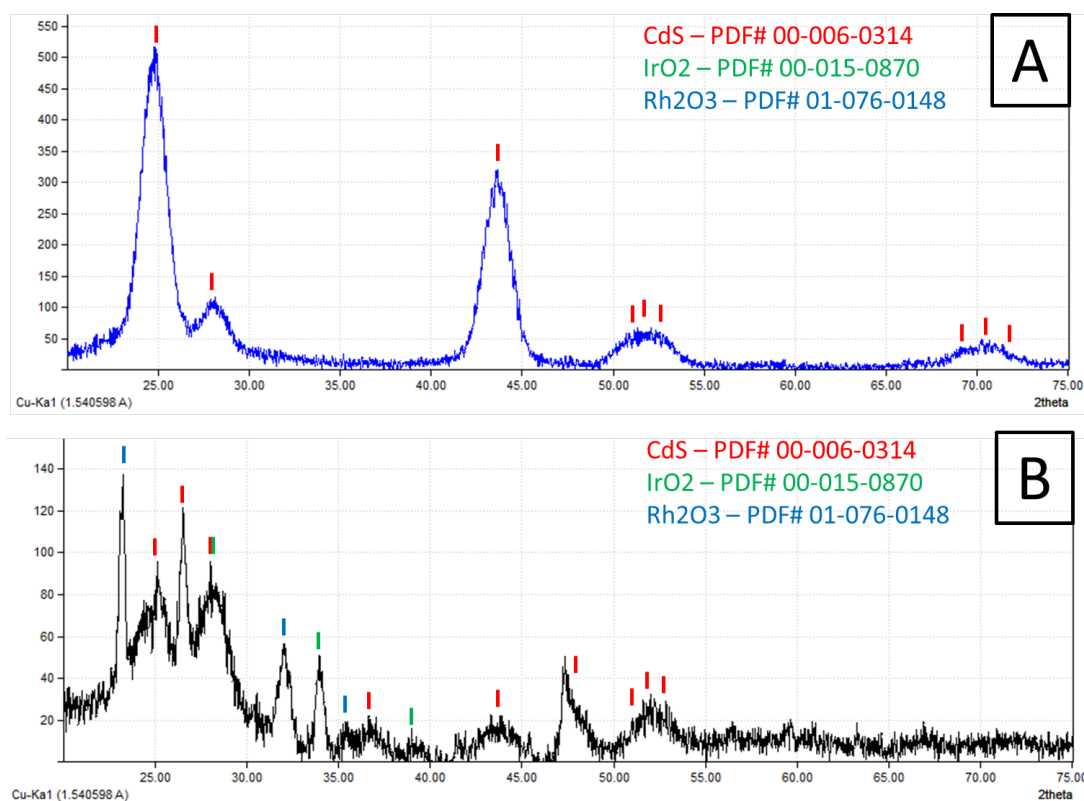 CdS – PDF# 00-006-0314
IrO2 – PDF# 00-015-0870
Rh2O3 – PDF# 01-076-0148
A
550
500
450
400
350
300
250
200
150
100
50
25.00 30.00 35.00 40.00 45.00 50.00 55.00 60.00 65.00 70.00 75.00
Cu-Ka1 (1.540598 A) 2theta
CdS – PDF# 00-006-0314
IrO2 – PDF# 00-015-0870
Rh2O3 – PDF# 01-076-0148
B
140
120
100
80
60
40
20
25.00 30.00 35.00 40.00 45.00 50.00 55.00 60.00 65.00 70.00 75.00
Cu-Ka1 (1.540598 A) 2theta